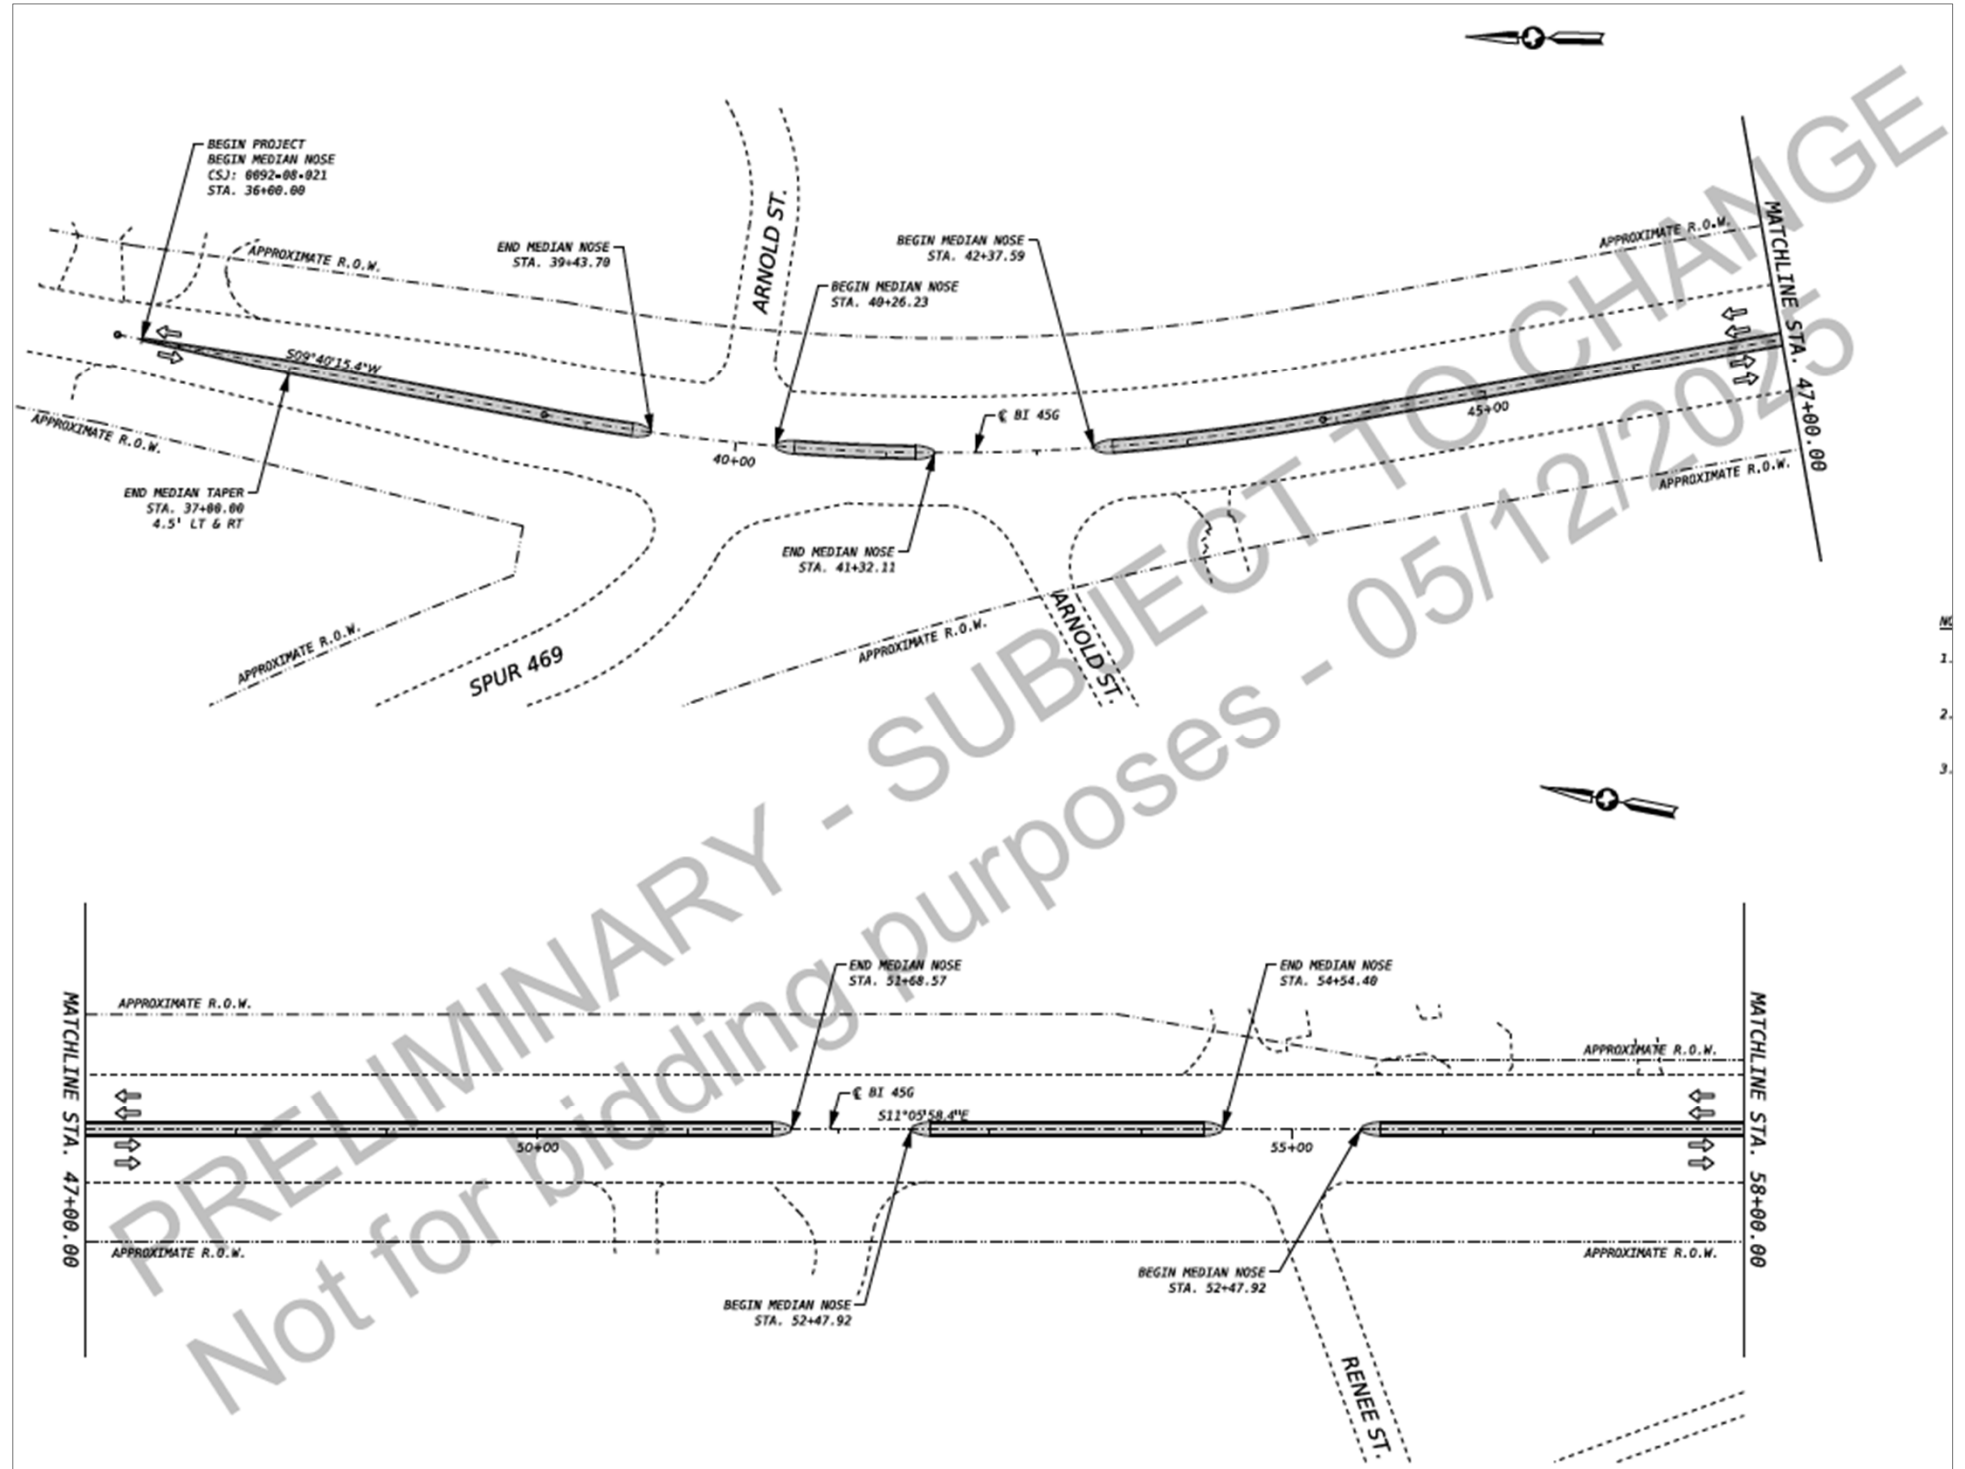 BEGIN PROJECT
BEGIN MEDIAN NOSE
CSJ: 0092-08-021
STA. 36+00.00
ARNOLD ST.
END MEDIAN NOSE
STA. 39+43.70
BEGIN MEDIAN NOSE
STA. 42+37.59
BEGIN MEDIAN NOSE
STA. 40+26.23
APPROXIMATE R.O.W.
APPROXIMATE R.O.W.
MATCHLINE STA. 47+00.00
S09°40'15.4"W
APPROXIMATE R.O.W.
40+00
℄ BI 45G
45+00
APPROXIMATE R.O.W.
END MEDIAN TAPER
STA. 37+00.00
4.5' LT & RT
END MEDIAN NOSE
STA. 41+32.11
APPROXIMATE R.O.W.
SPUR 469
APPROXIMATE R.O.W.
ARNOLD ST.
1.
2.
3.
PRELIMINARY - SUBJECT TO CHANGE
Not for bidding purposes - 05/12/2025
END MEDIAN NOSE
STA. 51+68.57
END MEDIAN NOSE
STA. 54+54.40
MATCHLINE STA. 47+00.00
APPROXIMATE R.O.W.
APPROXIMATE R.O.W.
MATCHLINE STA. 58+00.00
℄ BI 45G
S11°05'58.4"E
50+00
55+00
APPROXIMATE R.O.W.
APPROXIMATE R.O.W.
BEGIN MEDIAN NOSE
STA. 52+47.92
BEGIN MEDIAN NOSE
STA. 52+47.92
RENEE ST.